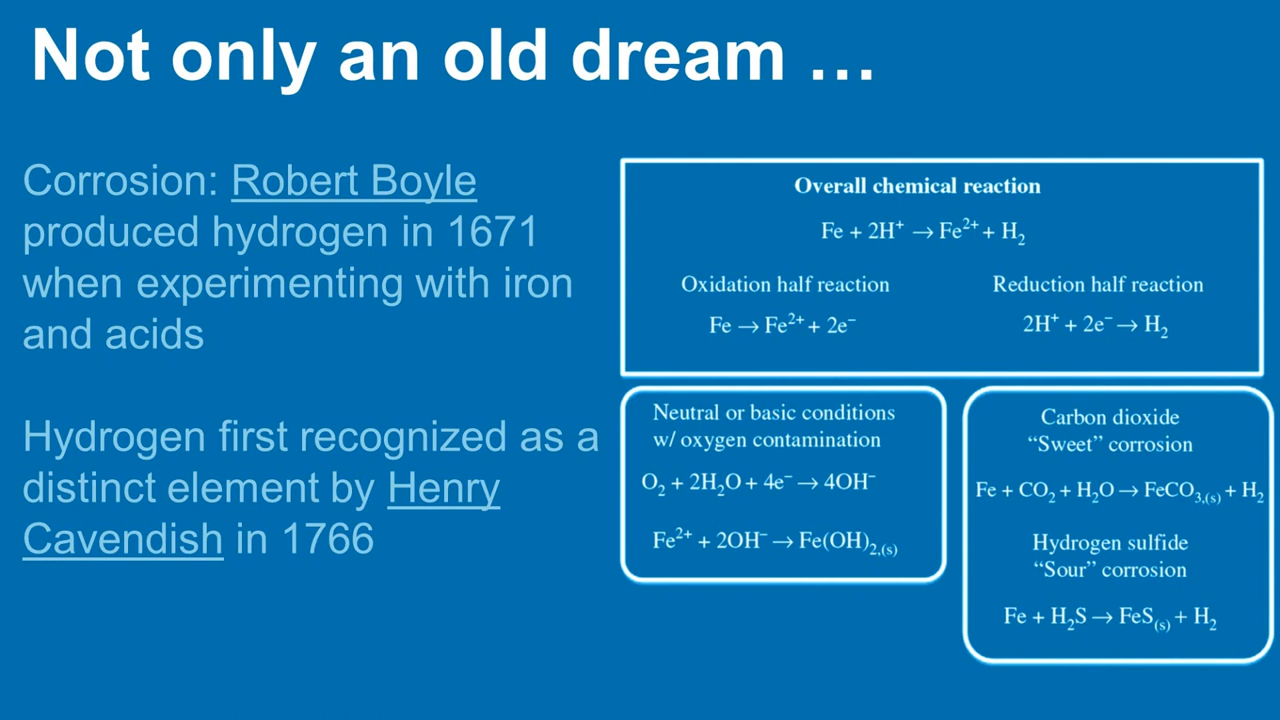 Not only an old dream …
Corrosion: Robert Boyle
produced hydrogen in 1671
when experimenting with iron
and acids
Hydrogen first recognized as a
distinct element by Henry
Cavendish in 1766
Overall chemical reaction
Fe + 2H⁺ → Fe²⁺ + H₂
Oxidation half reaction
Fe → Fe²⁺ + 2e⁻
Reduction half reaction
2H⁺ + 2e⁻ → H₂
Neutral or basic conditions
w/ oxygen contamination
O₂ + 2H₂O + 4e⁻ → 4OH⁻
Fe²⁺ + 2OH⁻ → Fe(OH)₂,₍s₎
Carbon dioxide
“Sweet” corrosion
Fe + CO₂ + H₂O → FeCO₃,₍s₎ + H₂
Hydrogen sulfide
“Sour” corrosion
Fe + H₂S → FeS₍s₎ + H₂